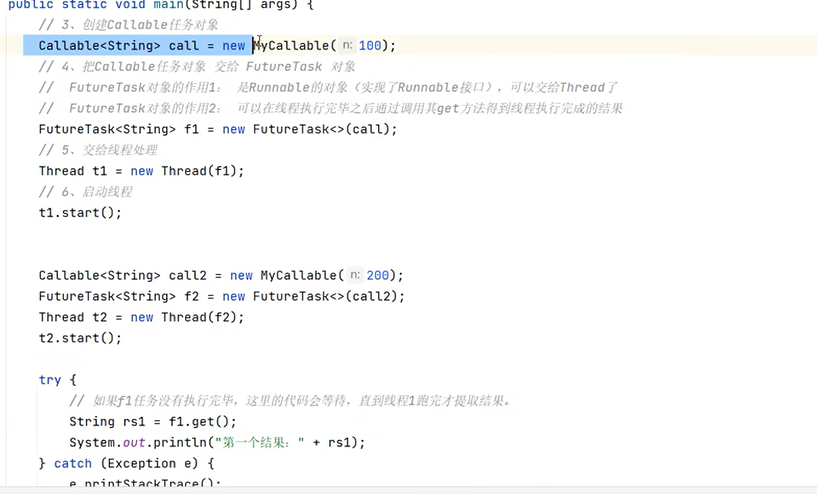 public static void main(String[] args) {
// 3、创建Callable任务对象
Callable<String> call = new MyCallable( n: 100);
// 4、把Callable任务对象 交给 FutureTask 对象
//  FutureTask对象的作用1： 是Runnable的对象（实现了Runnable接口），可以交给Thread了
//  FutureTask对象的作用2： 可以在线程执行完毕之后通过调用其get方法得到线程执行完成的结果
FutureTask<String> f1 = new FutureTask<>(call);
// 5、交给线程处理
Thread t1 = new Thread(f1);
// 6、启动线程
t1.start();
Callable<String> call2 = new MyCallable( n: 200);
FutureTask<String> f2 = new FutureTask<>(call2);
Thread t2 = new Thread(f2);
t2.start();
try {
// 如果f1任务没有执行完毕，这里的代码会等待，直到线程1跑完才提取结果。
String rs1 = f1.get();
System.out.println("第一个结果：" + rs1);
} catch (Exception e) {
e.printStackTrace();